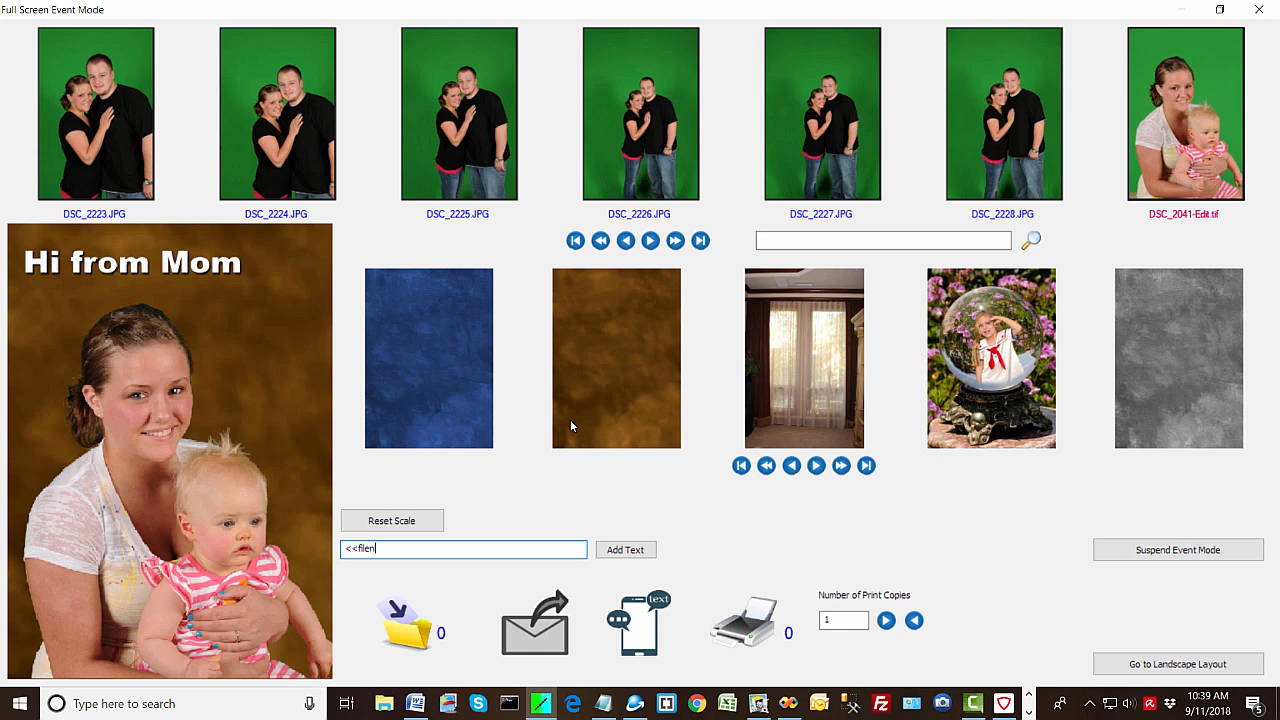 Full Screen Event Mode
DSC_2223.JPG
DSC_2224.JPG
DSC_2225.JPG
DSC_2226.JPG
DSC_2227.JPG
DSC_2228.JPG
DSC_2041-Edit.tif
Hi from Mom
Reset Scale
<<filen
Add Text
Suspend Event Mode
text
0
0
Number of Print Copies
1
Go to Landscape Layout
Type here to search
10:39 AM
9/11/2018
5